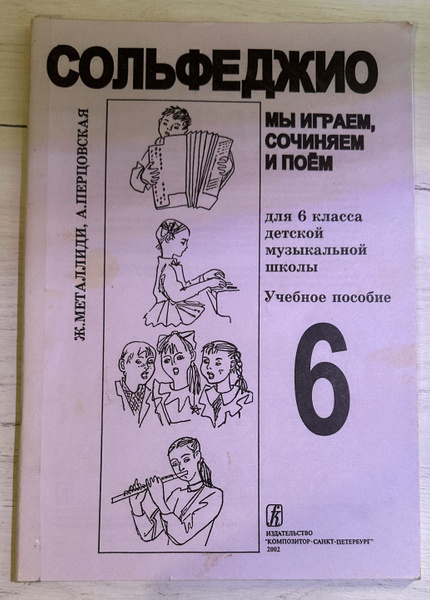 СОЛЬФЕДЖИО
Ж.МЕТАЛЛИДИ, А.ПЕРЦОВСКАЯ
МЫ ИГРАЕМ,
СОЧИНЯЕМ
И ПОЁМ
для 6 класса
детской
музыкальной
школы
Учебное пособие
6
ИЗДАТЕЛЬСТВО
"КОМПОЗИТОР•САНКТ-ПЕТЕРБУРГ"
2002